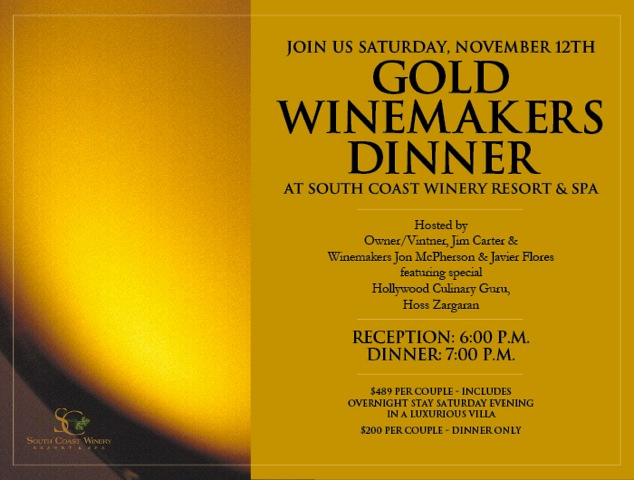 JOIN US SATURDAY, NOVEMBER 12TH
GOLD
WINEMAKERS
DINNER
AT SOUTH COAST WINERY RESORT & SPA
Hosted by
Owner/Vintner, Jim Carter &
Winemakers Jon McPherson & Javier Flores
featuring special
Hollywood Culinary Guru,
Hoss Zargaran
RECEPTION: 6:00 P.M.
DINNER: 7:00 P.M.
$489 PER COUPLE - INCLUDES
OVERNIGHT STAY SATURDAY EVENING
IN A LUXURIOUS VILLA
$200 PER COUPLE - DINNER ONLY
SC
SOUTH COAST WINERY
RESORT & SPA